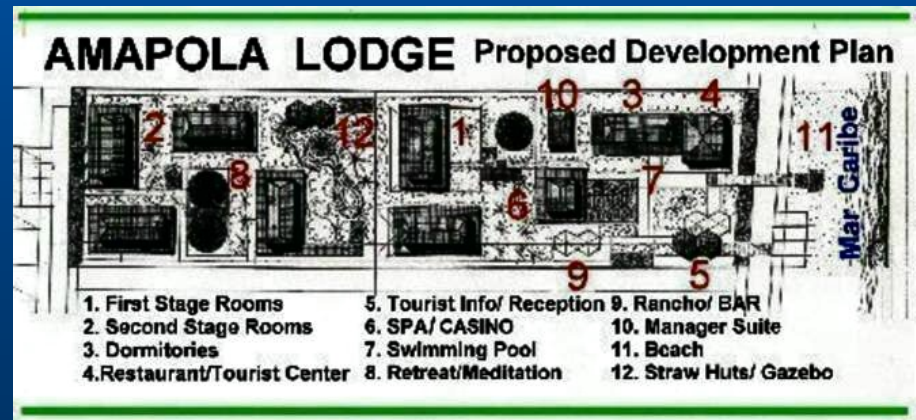 AMAPOLA LODGE Proposed Development Plan
10 3 4
2 12 1 11
8 7
6
9 5
Mar Caribe
1. First Stage Rooms 5. Tourist Info/ Reception 9. Rancho/ BAR
2. Second Stage Rooms 6. SPA/ CASINO 10. Manager Suite
3. Dormitories 7. Swimming Pool 11. Beach
4.Restaurant/Tourist Center 8. Retreat/Meditation 12. Straw Huts/ Gazebo